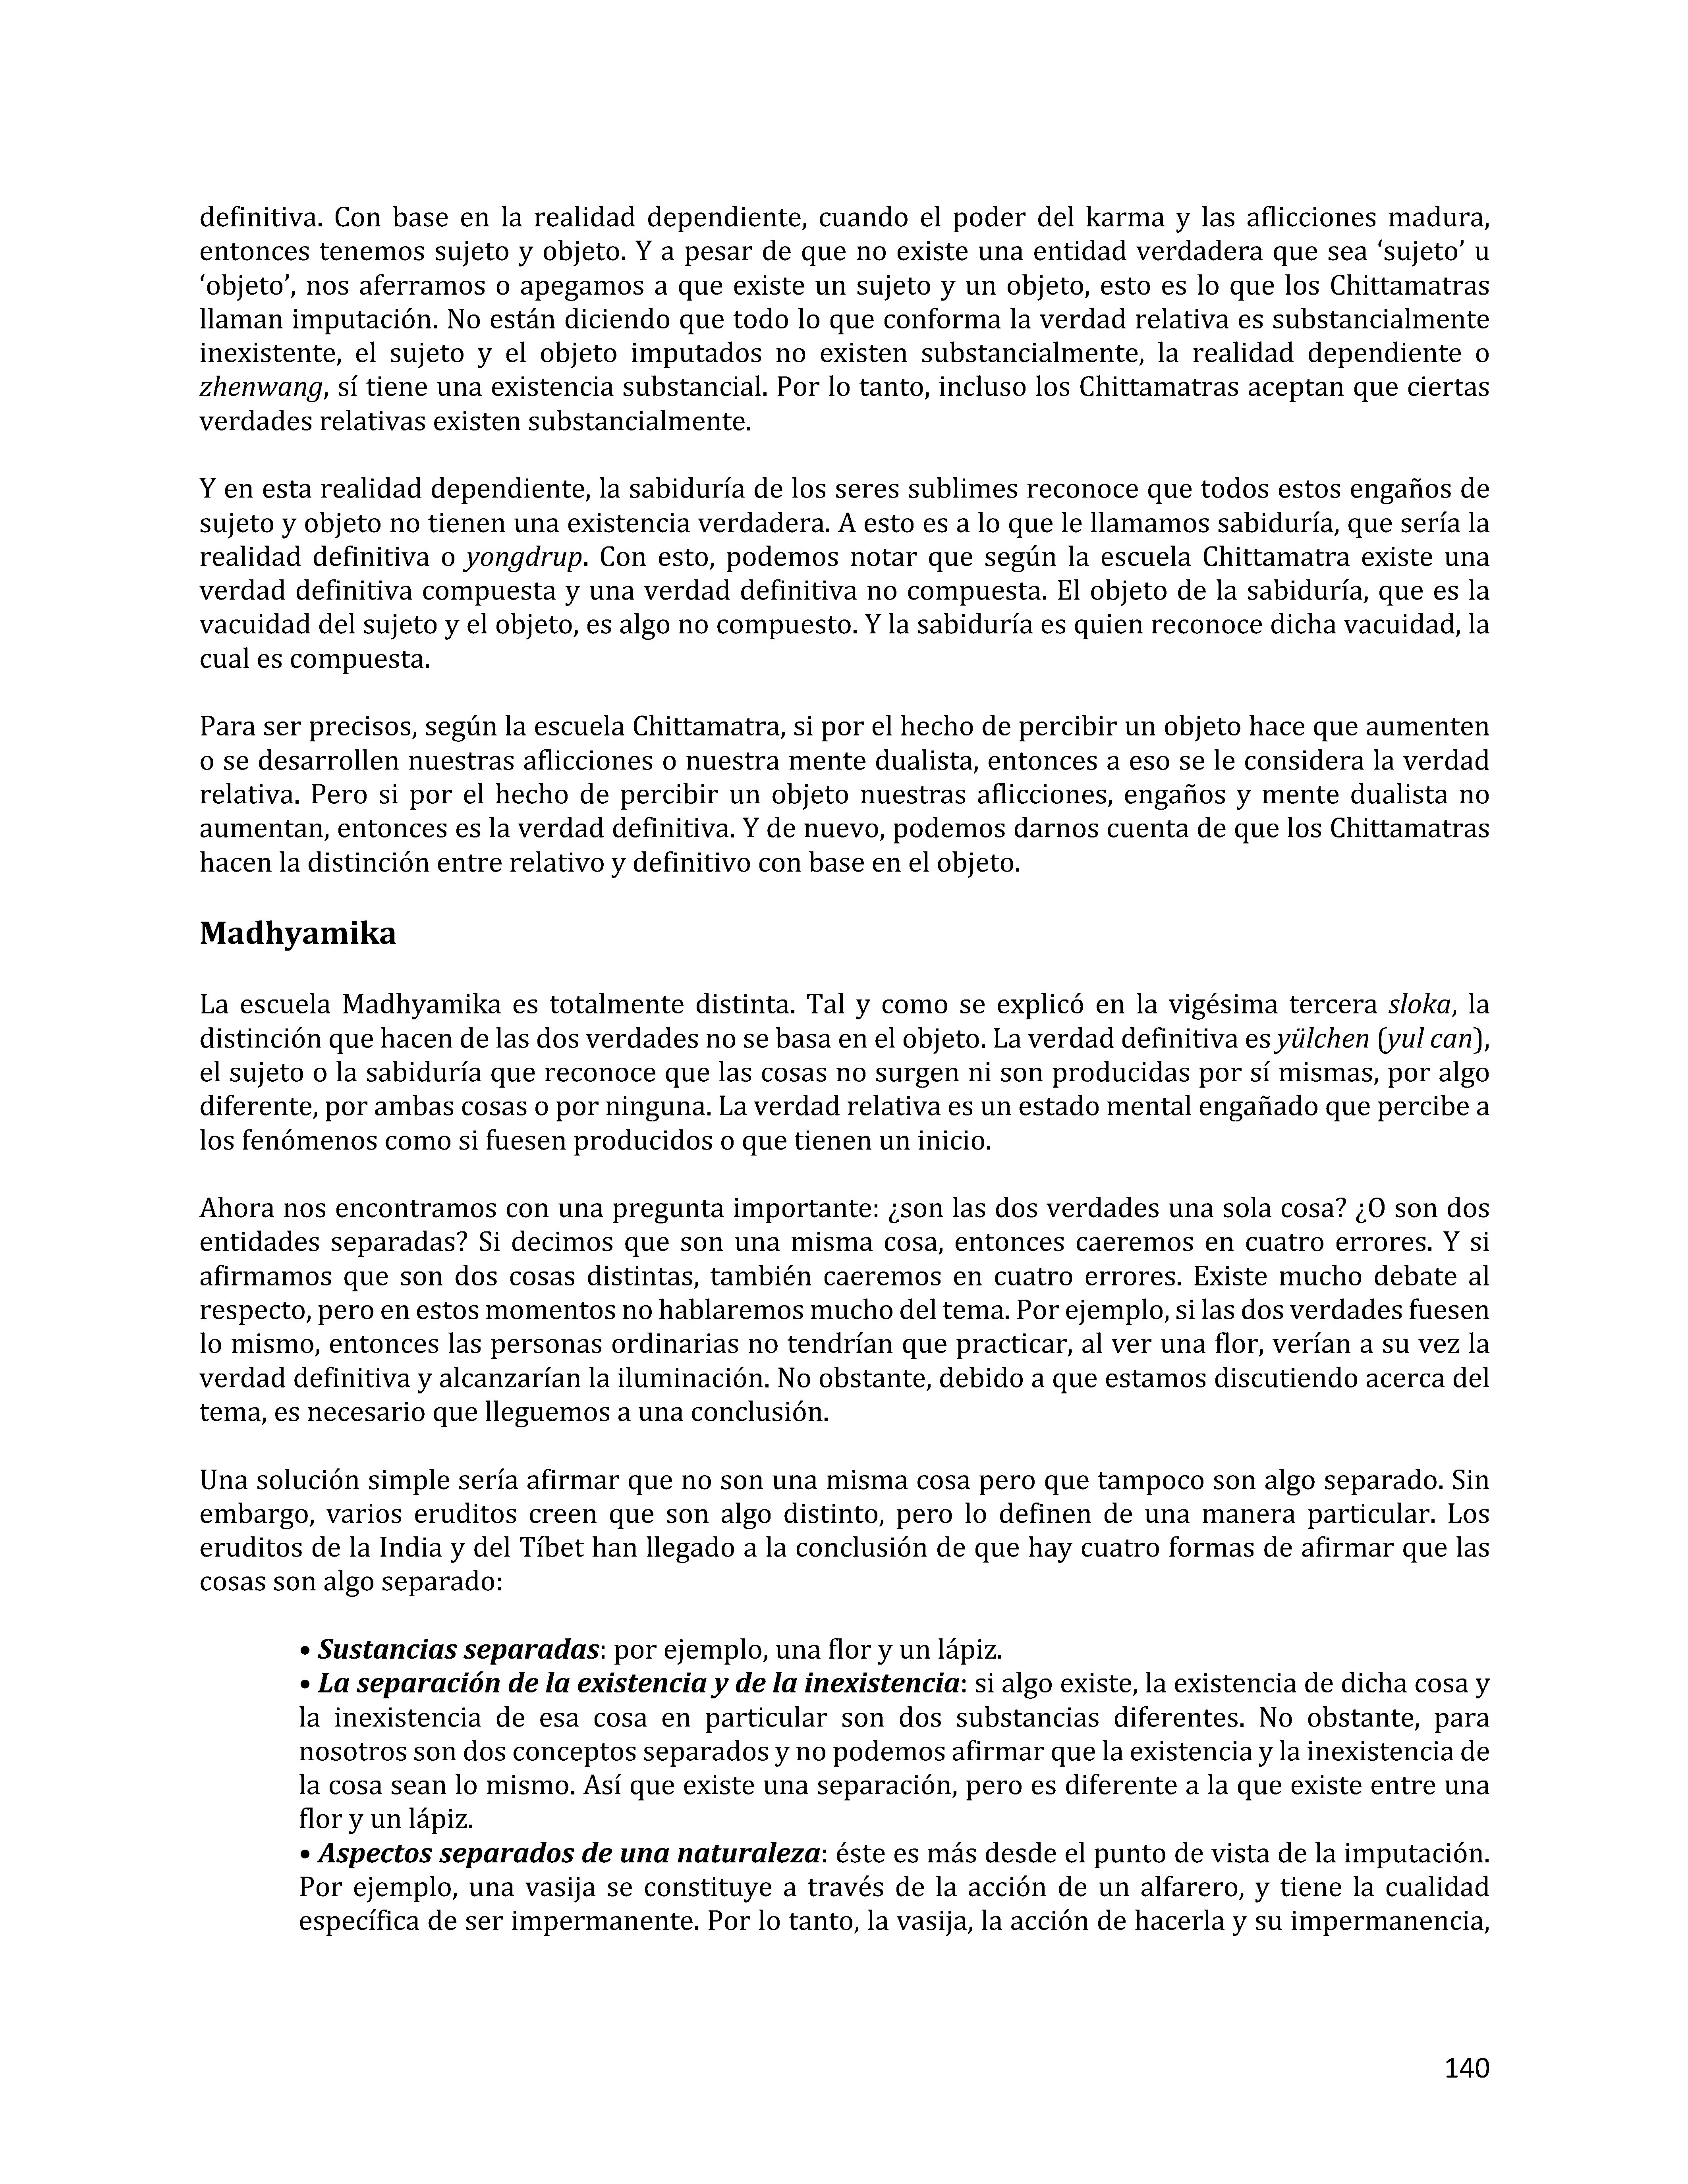 definitiva. Con base en la realidad dependiente, cuando el poder del karma y las aflicciones madura,
entonces tenemos sujeto y objeto. Y a pesar de que no existe una entidad verdadera que sea ‘sujeto’ u
‘objeto’, nos aferramos o apegamos a que existe un sujeto y un objeto, esto es lo que los Chittamatras
llaman imputación. No están diciendo que todo lo que conforma la verdad relativa es substancialmente
inexistente, el sujeto y el objeto imputados no existen substancialmente, la realidad dependiente o
zhenwang, sí tiene una existencia substancial. Por lo tanto, incluso los Chittamatras aceptan que ciertas
verdades relativas existen substancialmente.
Y en esta realidad dependiente, la sabiduría de los seres sublimes reconoce que todos estos engaños de
sujeto y objeto no tienen una existencia verdadera. A esto es a lo que le llamamos sabiduría, que sería la
realidad definitiva o yongdrup. Con esto, podemos notar que según la escuela Chittamatra existe una
verdad definitiva compuesta y una verdad definitiva no compuesta. El objeto de la sabiduría, que es la
vacuidad del sujeto y el objeto, es algo no compuesto. Y la sabiduría es quien reconoce dicha vacuidad, la
cual es compuesta.
Para ser precisos, según la escuela Chittamatra, si por el hecho de percibir un objeto hace que aumenten
o se desarrollen nuestras aflicciones o nuestra mente dualista, entonces a eso se le considera la verdad
relativa. Pero si por el hecho de percibir un objeto nuestras aflicciones, engaños y mente dualista no
aumentan, entonces es la verdad definitiva. Y de nuevo, podemos darnos cuenta de que los Chittamatras
hacen la distinción entre relativo y definitivo con base en el objeto.
Madhyamika
La escuela Madhyamika es totalmente distinta. Tal y como se explicó en la vigésima tercera sloka, la
distinción que hacen de las dos verdades no se basa en el objeto. La verdad definitiva es yülchen (yul can),
el sujeto o la sabiduría que reconoce que las cosas no surgen ni son producidas por sí mismas, por algo
diferente, por ambas cosas o por ninguna. La verdad relativa es un estado mental engañado que percibe a
los fenómenos como si fuesen producidos o que tienen un inicio.
Ahora nos encontramos con una pregunta importante: ¿son las dos verdades una sola cosa? ¿O son dos
entidades separadas? Si decimos que son una misma cosa, entonces caeremos en cuatro errores. Y si
afirmamos que son dos cosas distintas, también caeremos en cuatro errores. Existe mucho debate al
respecto, pero en estos momentos no hablaremos mucho del tema. Por ejemplo, si las dos verdades fuesen
lo mismo, entonces las personas ordinarias no tendrían que practicar, al ver una flor, verían a su vez la
verdad definitiva y alcanzarían la iluminación. No obstante, debido a que estamos discutiendo acerca del
tema, es necesario que lleguemos a una conclusión.
Una solución simple sería afirmar que no son una misma cosa pero que tampoco son algo separado. Sin
embargo, varios eruditos creen que son algo distinto, pero lo definen de una manera particular. Los
eruditos de la India y del Tíbet han llegado a la conclusión de que hay cuatro formas de afirmar que las
cosas son algo separado:
• Sustancias separadas: por ejemplo, una flor y un lápiz.
• La separación de la existencia y de la inexistencia: si algo existe, la existencia de dicha cosa y
la inexistencia de esa cosa en particular son dos substancias diferentes. No obstante, para
nosotros son dos conceptos separados y no podemos afirmar que la existencia y la inexistencia de
la cosa sean lo mismo. Así que existe una separación, pero es diferente a la que existe entre una
flor y un lápiz.
• Aspectos separados de una naturaleza: éste es más desde el punto de vista de la imputación.
Por ejemplo, una vasija se constituye a través de la acción de un alfarero, y tiene la cualidad
específica de ser impermanente. Por lo tanto, la vasija, la acción de hacerla y su impermanencia,
140